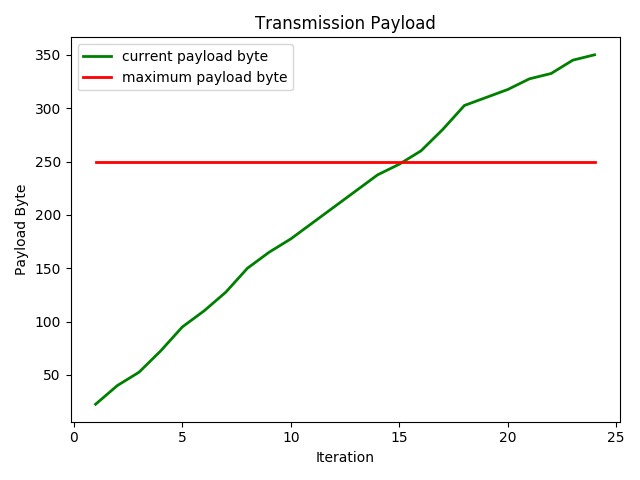 Transmission Payload
current payload byte
maximum payload byte
350
300
250
200
150
100
50
Payload Byte
0 5 10 15 20 25
Iteration